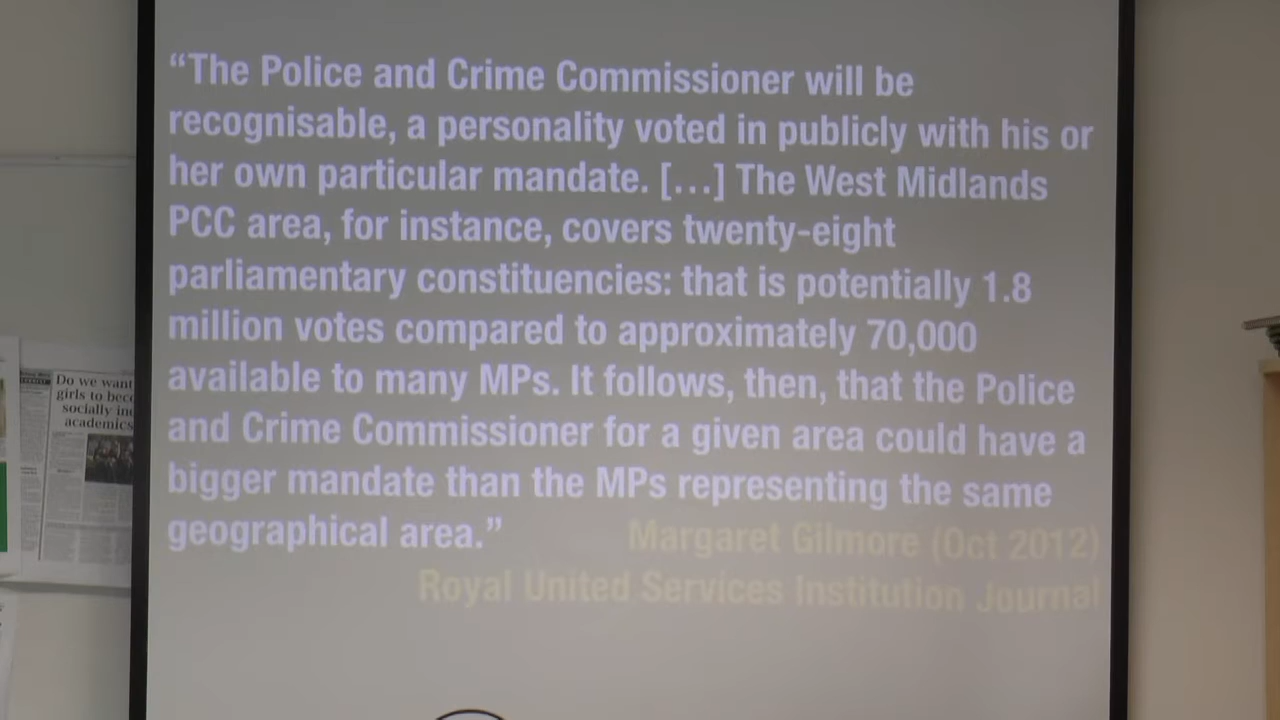 “The Police and Crime Commissioner will be
recognisable, a personality voted in publicly with his or
her own particular mandate. […] The West Midlands
PCC area, for instance, covers twenty-eight
parliamentary constituencies: that is potentially 1.8
million votes compared to approximately 70,000
available to many MPs. It follows, then, that the Police
and Crime Commissioner for a given area could have a
bigger mandate than the MPs representing the same
geographical area.”
Margaret Gilmore (Oct 2012)
Royal United Services Institution Journal
Do we want
girls to bec
socially ine
academics